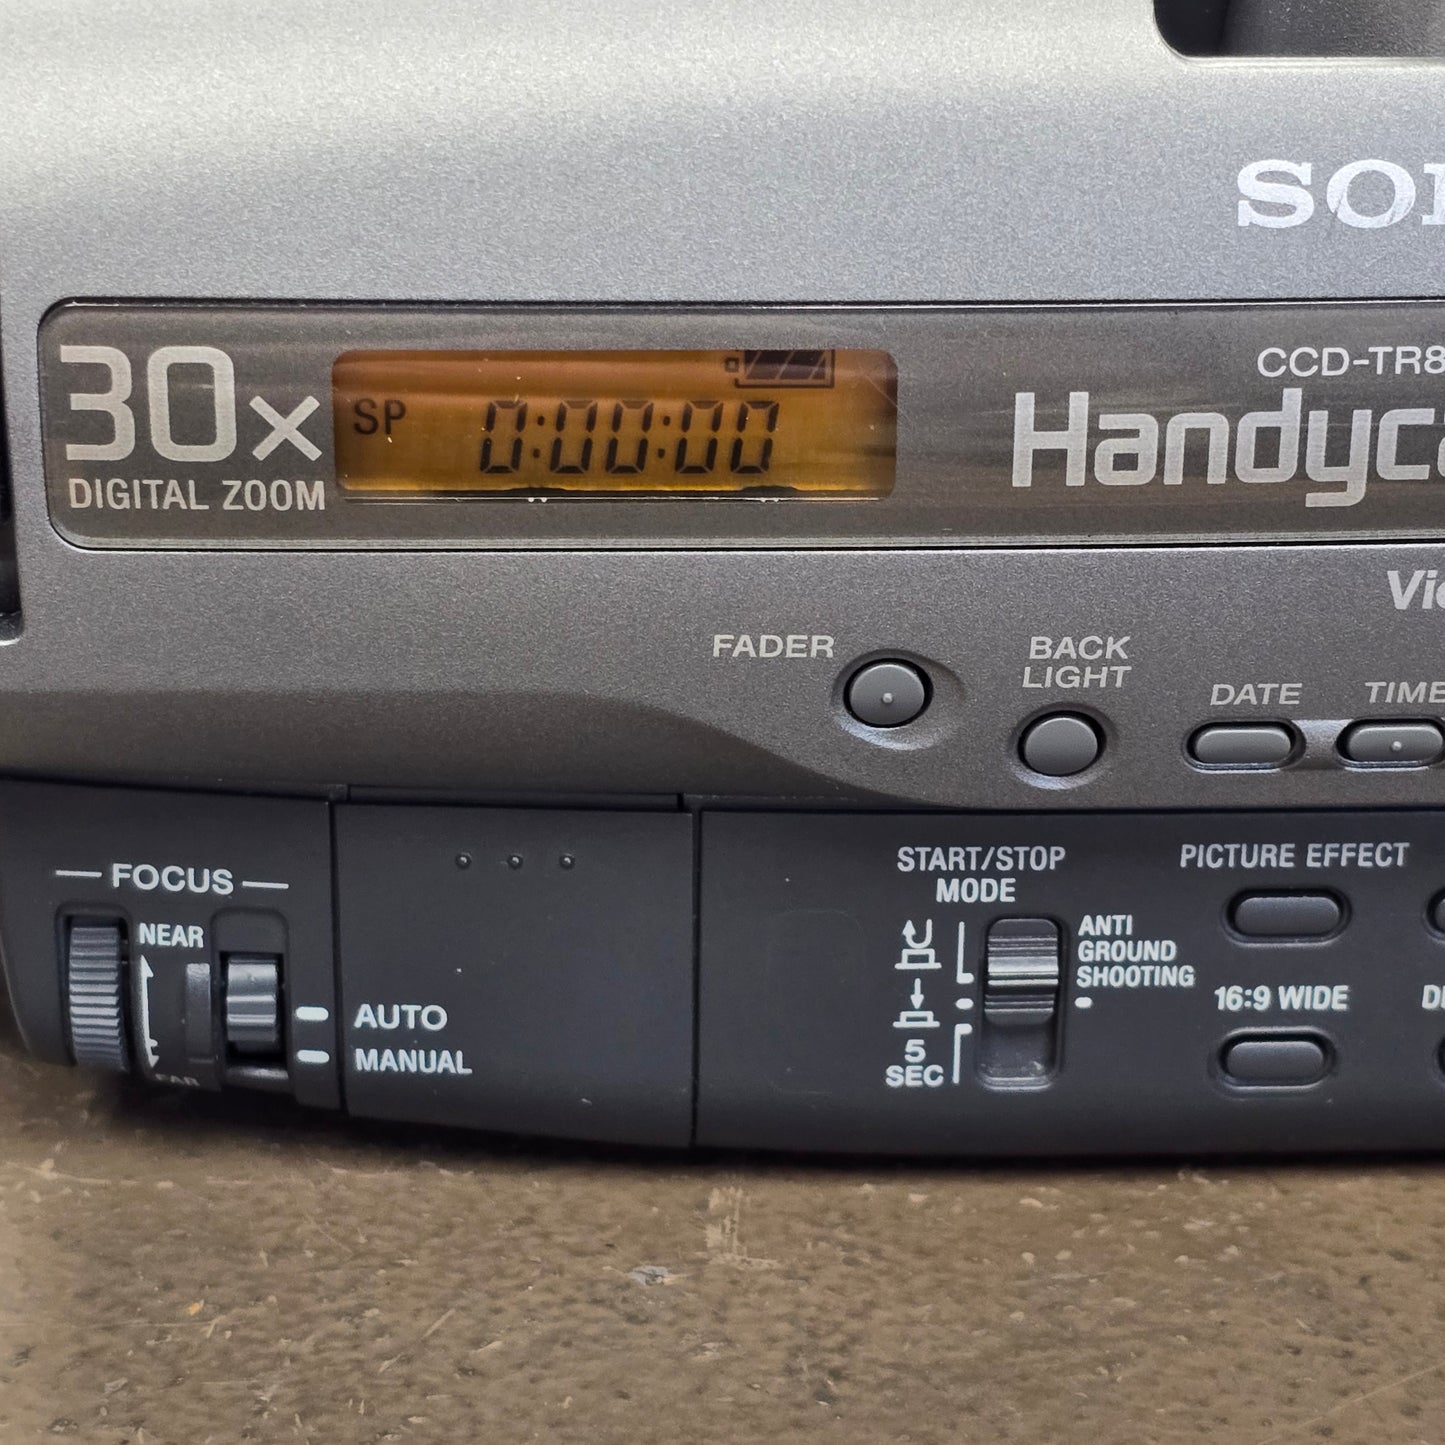 SO
CCD-TR8
30x
DIGITAL ZOOM
SP 0:00:00
Handyca
Vi
FADER
BACK
LIGHT
DATE
TIME
FOCUS
NEAR
FAR
AUTO
MANUAL
START/STOP
MODE
ANTI
GROUND
SHOOTING
5
SEC
PICTURE EFFECT
16:9 WIDE
D